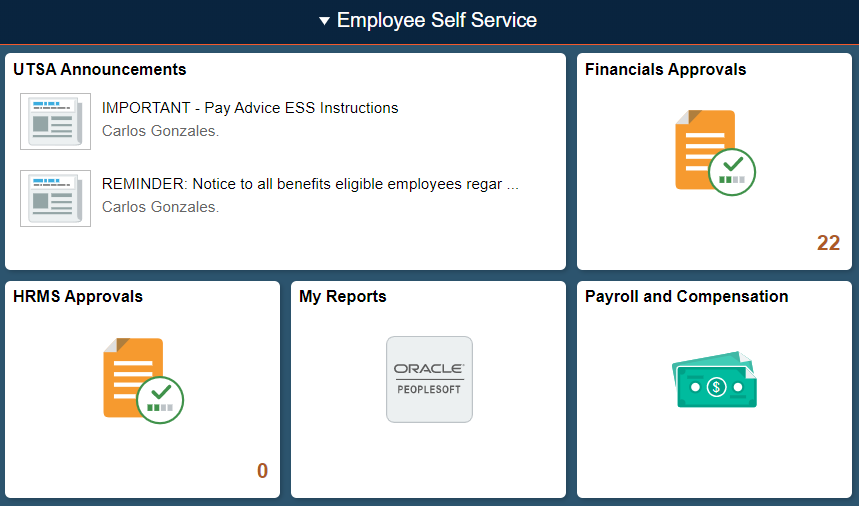 Employee Self Service
UTSA Announcements
IMPORTANT - Pay Advice ESS Instructions
Carlos Gonzales.
REMINDER: Notice to all benefits eligible employees regar ...
Carlos Gonzales.
Financials Approvals
22
HRMS Approvals
0
My Reports
ORACLE®
PEOPLESOFT
Payroll and Compensation
$